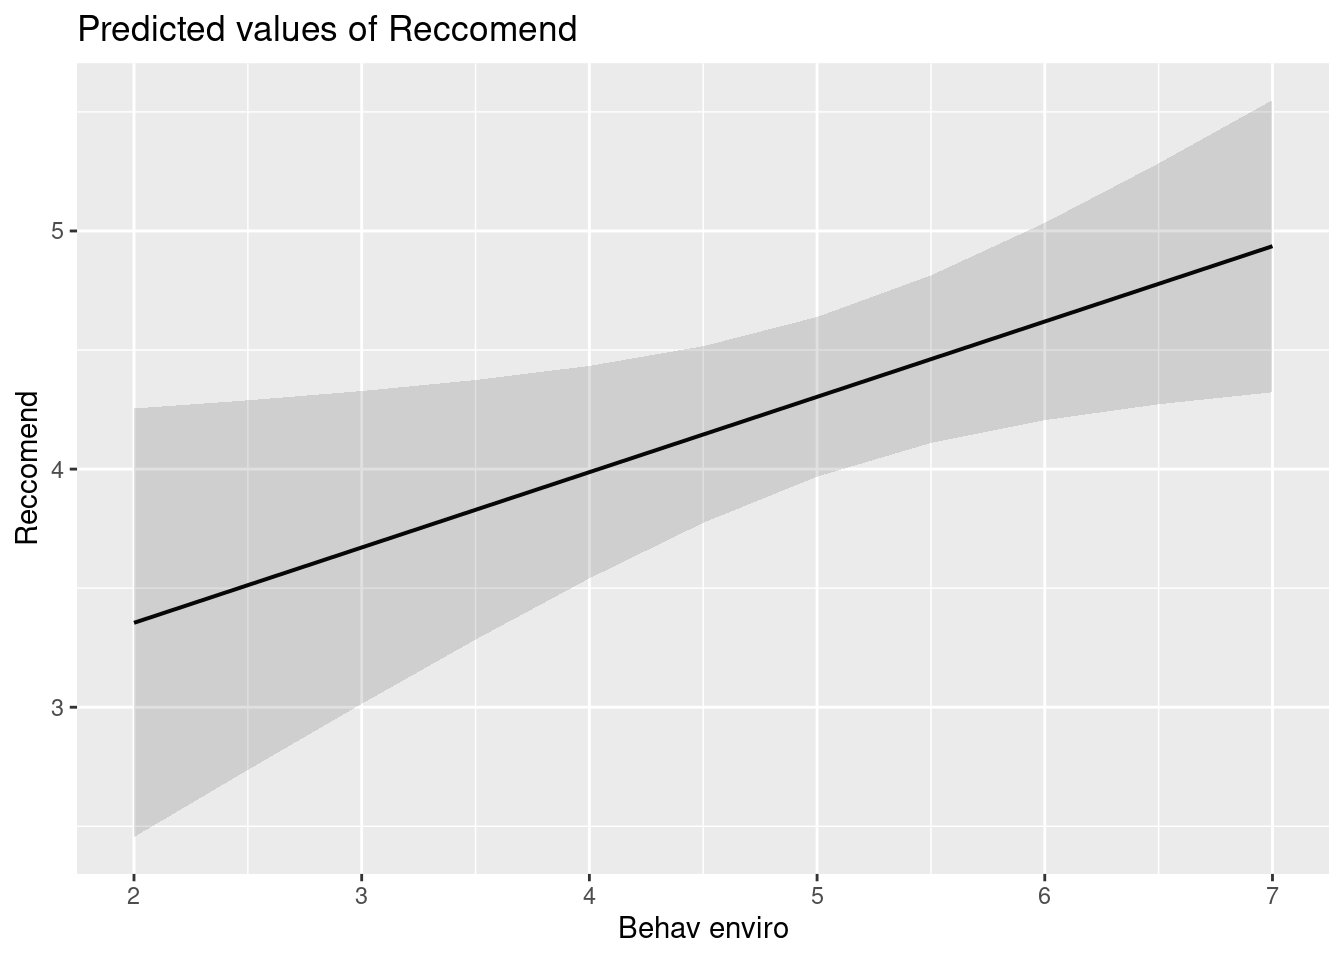 Predicted values of Reccomend
5
4
3
Reccomend
2 3 4 5 6 7
Behav enviro